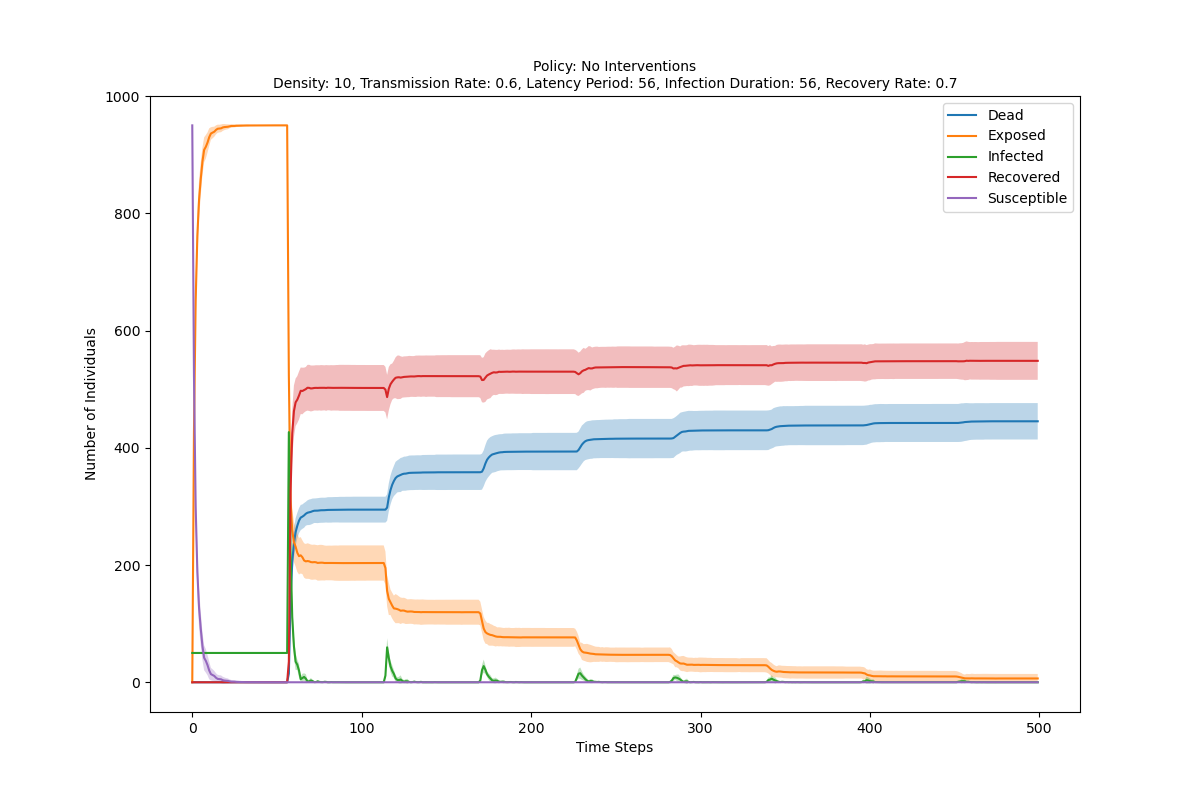 Policy: No Interventions
Density: 10, Transmission Rate: 0.6, Latency Period: 56, Infection Duration: 56, Recovery Rate: 0.7
1000
800
600
400
200
0
Number of Individuals
Dead
Exposed
Infected
Recovered
Susceptible
0 100 200 300 400 500
Time Steps